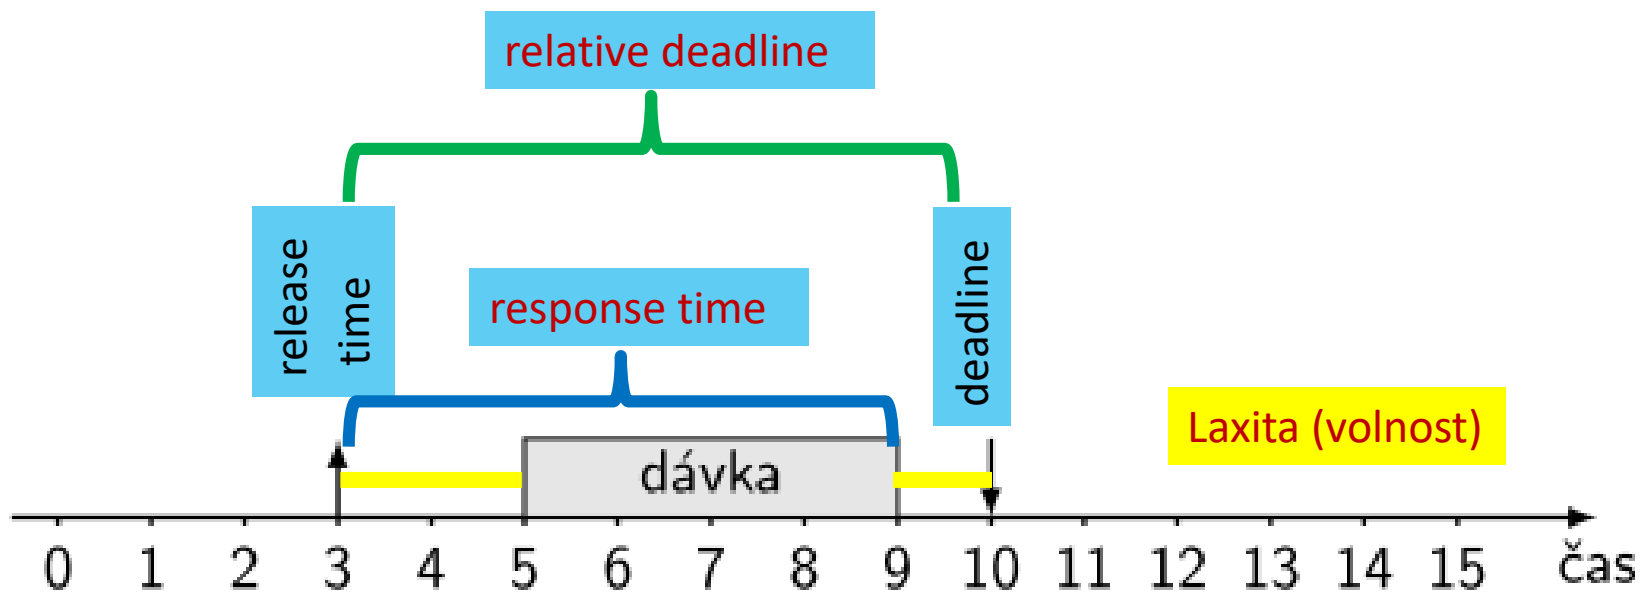 relative deadline
release
time
deadline
response time
Laxita (volnost)
dávka
0 1 2 3 4 5 6 7 8 9 10 11 12 13 14 15 čas